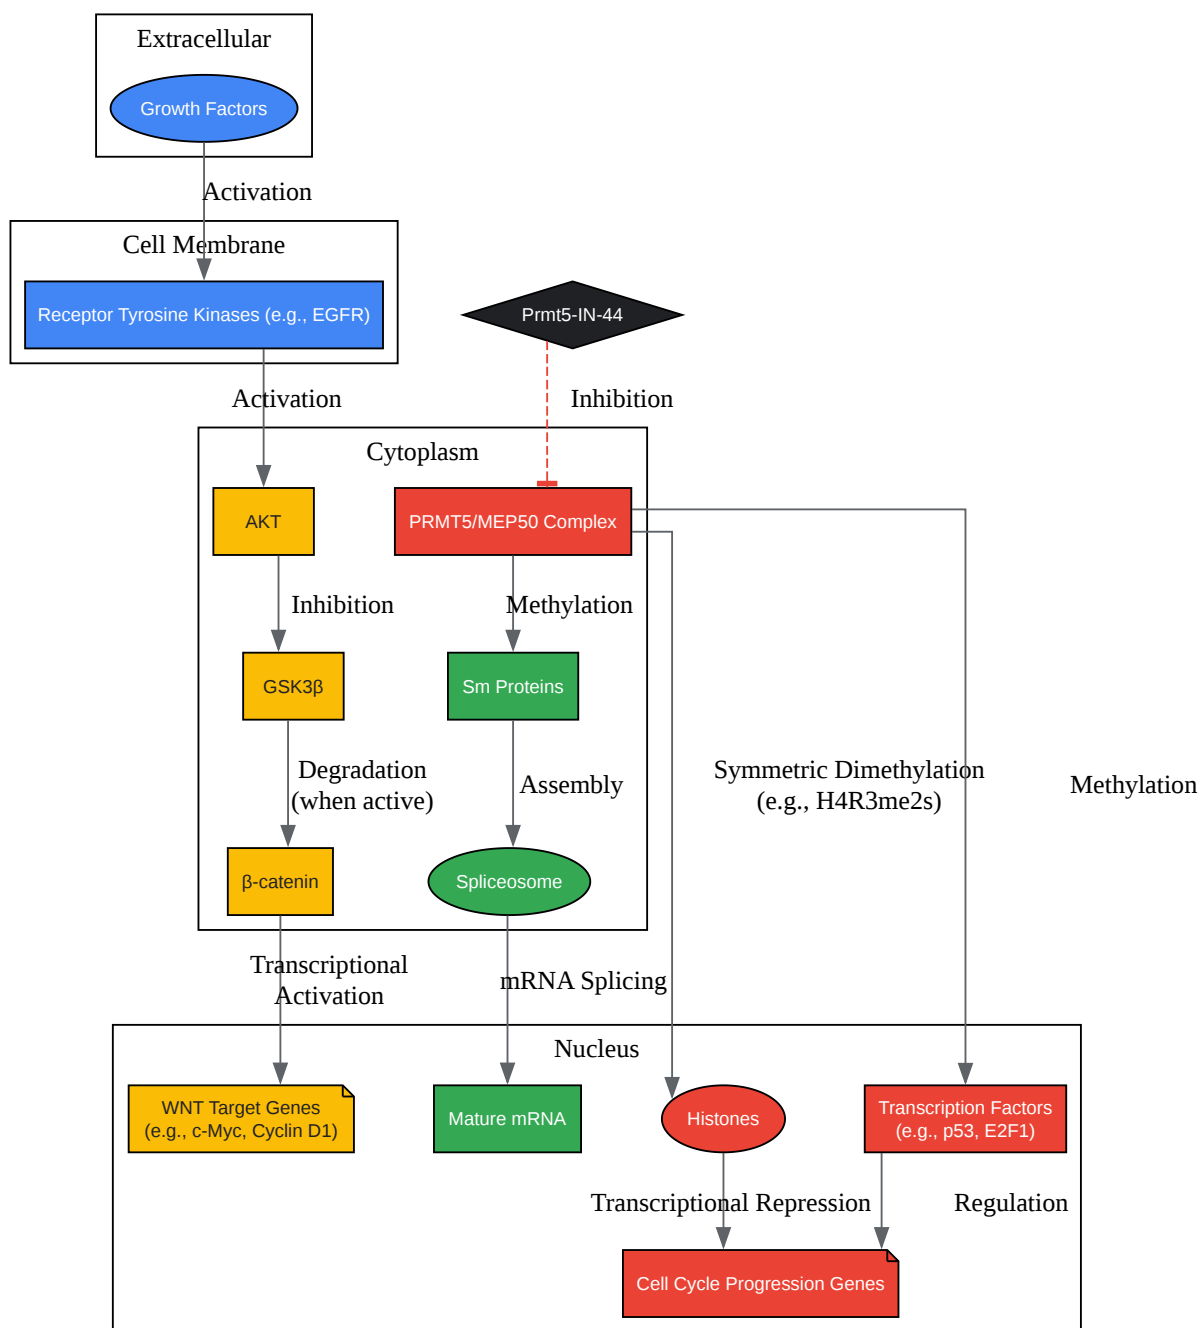 Extracellular
Growth Factors
Activation
Cell Membrane
Receptor Tyrosine Kinases (e.g., EGFR)
Prmt5-IN-44
Activation
Inhibition
Cytoplasm
AKT
PRMT5/MEP50 Complex
Inhibition
Methylation
GSK3β
Sm Proteins
Degradation
(when active)
Assembly
Symmetric Dimethylation
(e.g., H4R3me2s)
Methylation
β-catenin
Spliceosome
Transcriptional
Activation
mRNA Splicing
Nucleus
WNT Target Genes
(e.g., c-Myc, Cyclin D1)
Mature mRNA
Histones
Transcription Factors
(e.g., p53, E2F1)
Transcriptional Repression
Regulation
Cell Cycle Progression Genes